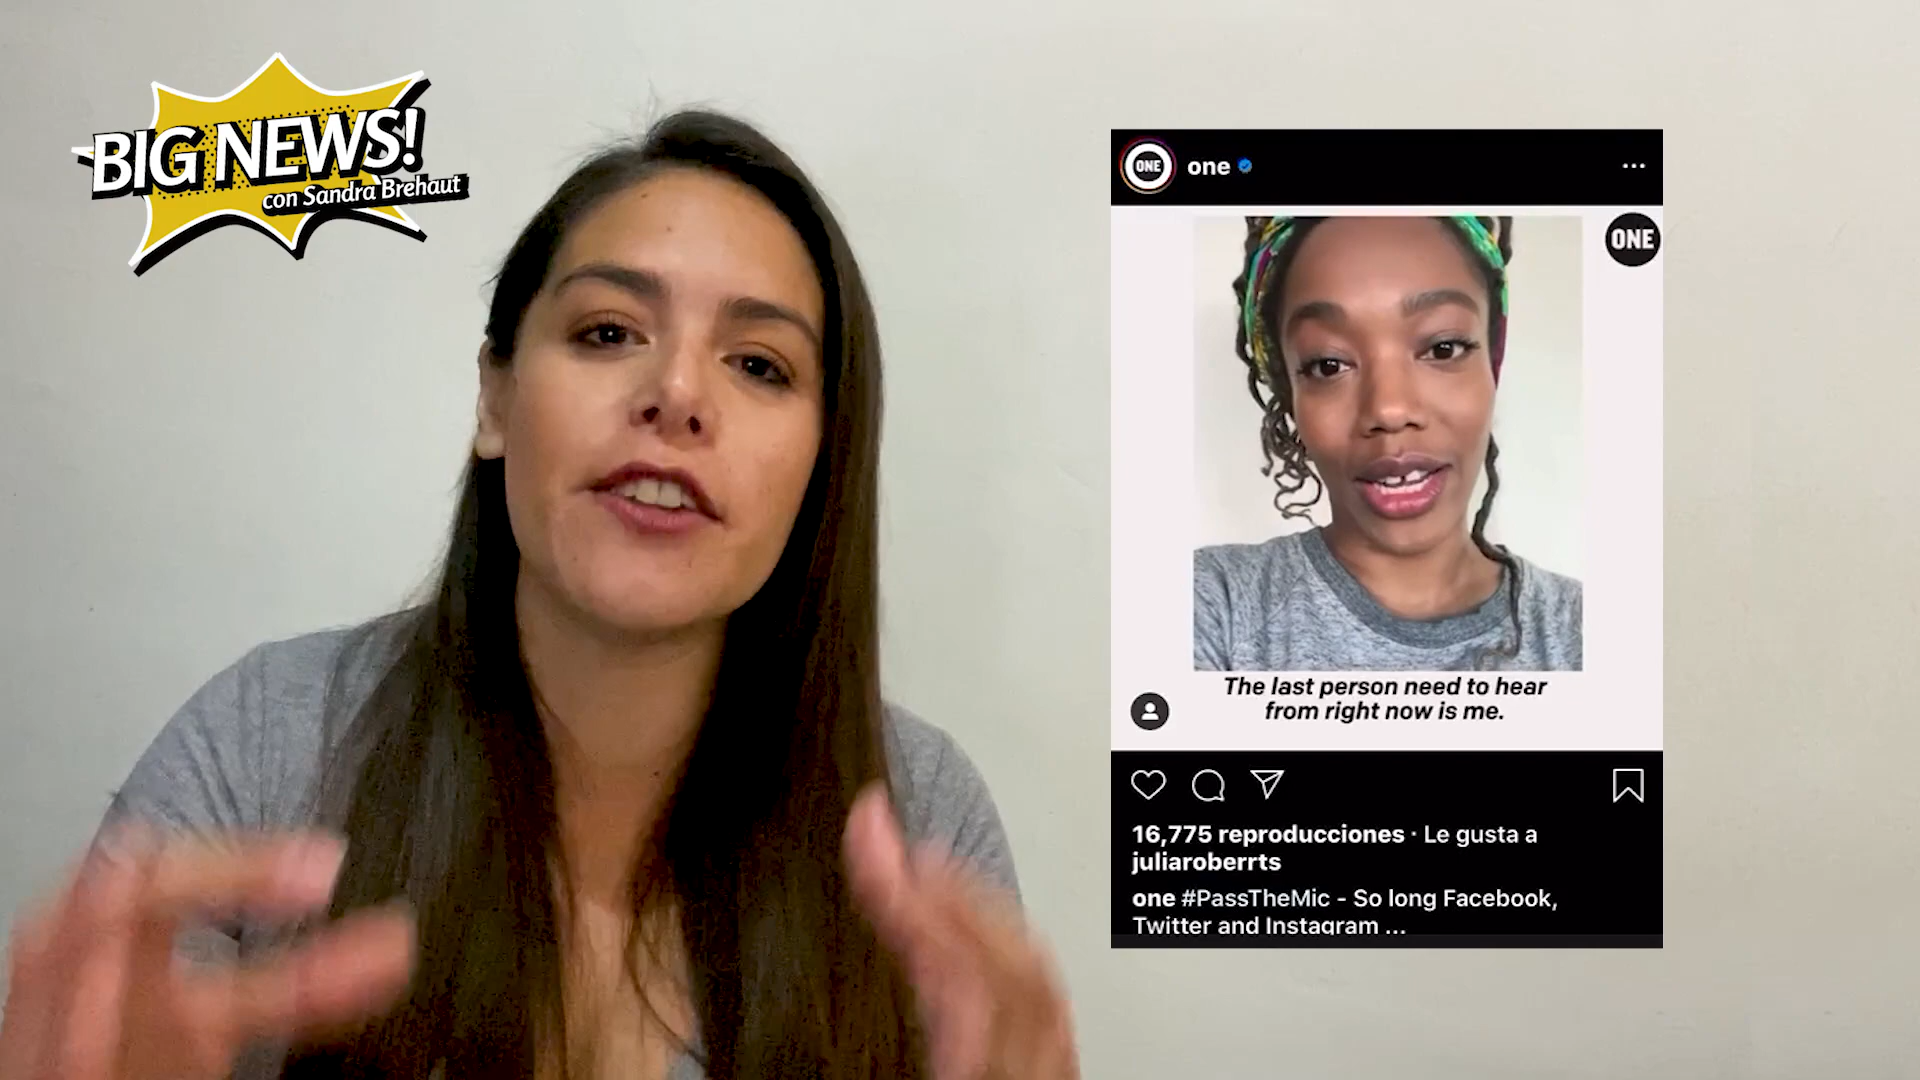 BIG NEWS!
con Sandra Brehaut
ONE
one
ONE
The last person need to hear
from right now is me.
16,775 reproducciones · Le gusta a
juliaroberrts
one #PassTheMic - So long Facebook,
Twitter and Instagram ...